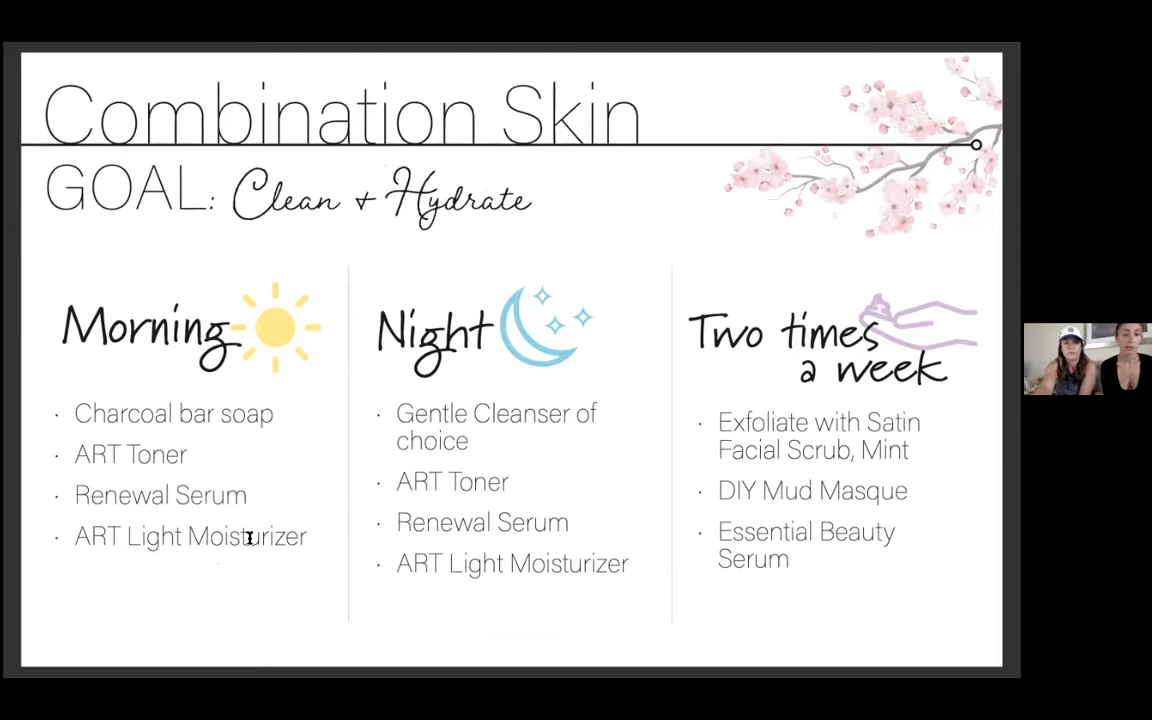 Combination Skin
GOAL: Clean + Hydrate
Morning
· Charcoal bar soap
· ART Toner
· Renewal Serum
· ART Light Moisturizer
Night
· Gentle Cleanser of
choice
· ART Toner
· Renewal Serum
· ART Light Moisturizer
Two times
a week
· Exfoliate with Satin
Facial Scrub, Mint
· DIY Mud Masque
· Essential Beauty
Serum